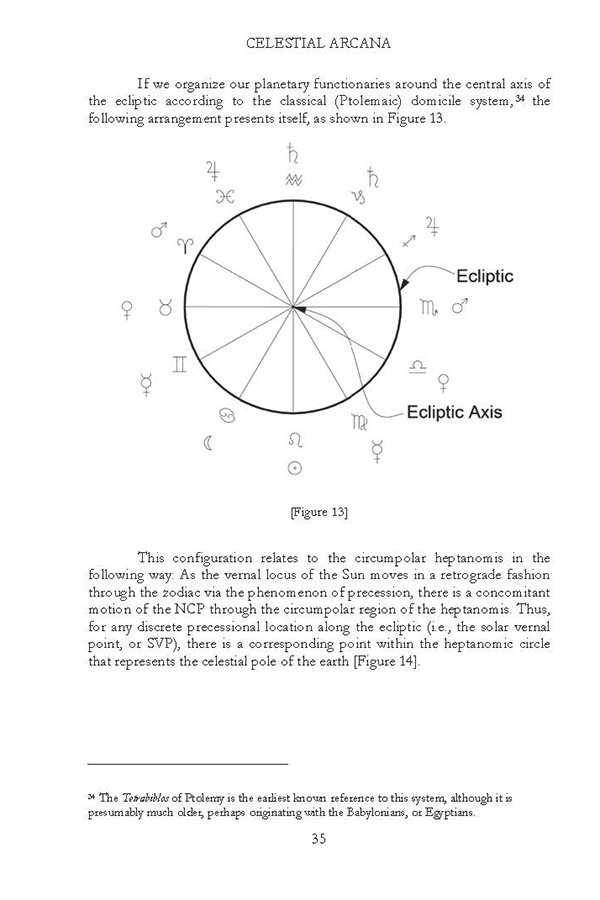 CELESTIAL ARCANA
If we organize our planetary functionaries around the central axis of
the ecliptic according to the classical (Ptolemaic) domicile system,³⁴ the
following arrangement presents itself, as shown in Figure 13.
♄
♃ ♒ ♄
♓ ♑
♂ ♃
♈ ♐
Ecliptic
♀ ♉ ♏ ♂
♊ ♎
☿ ♀
Ecliptic Axis
♋ ♍
☾ ♌ ☿
☉
[Figure 13]
This configuration relates to the circumpolar heptanomis in the
following way: As the vernal locus of the Sun moves in a retrograde fashion
through the zodiac via the phenomenon of precession, there is a concomitant
motion of the NCP through the circumpolar region of the heptanomis. Thus,
for any discrete precessional location along the ecliptic (i.e., the solar vernal
point, or SVP), there is a corresponding point within the heptanomic circle
that represents the celestial pole of the earth [Figure 14].
³⁴ The Tetrabiblos of Ptolemy is the earliest known reference to this system, although it is
presumably much older, perhaps originating with the Babylonians, or Egyptians.
35